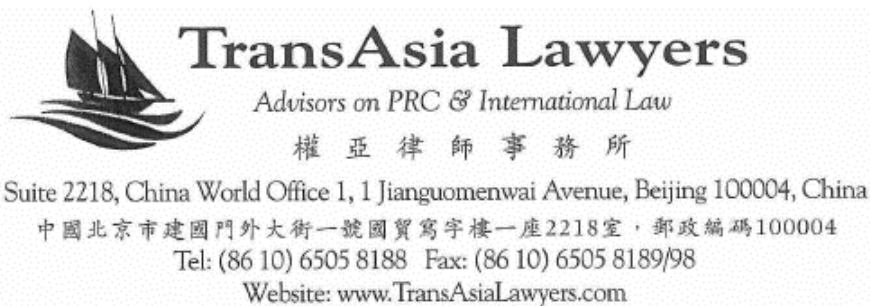 TransAsia Lawyers
Advisors on PRC & International Law
權亞律師事務所
Suite 2218, China World Office 1, 1 Jianguomenwai Avenue, Beijing 100004, China
中國北京市建國門外大街一號國貿寫字樓一座2218室，郵政編碼100004
Tel: (86 10) 6505 8188 Fax: (86 10) 6505 8189/98
Website: www.TransAsiaLawyers.com